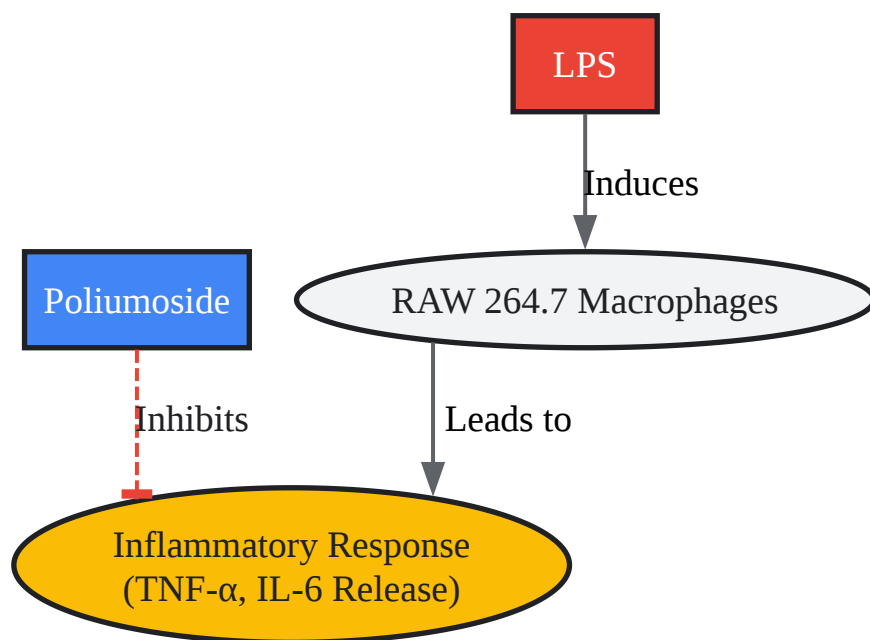 LPS
Induces
Poliumoside
RAW 264.7 Macrophages
Inhibits
Leads to
Inflammatory Response
(TNF-α, IL-6 Release)